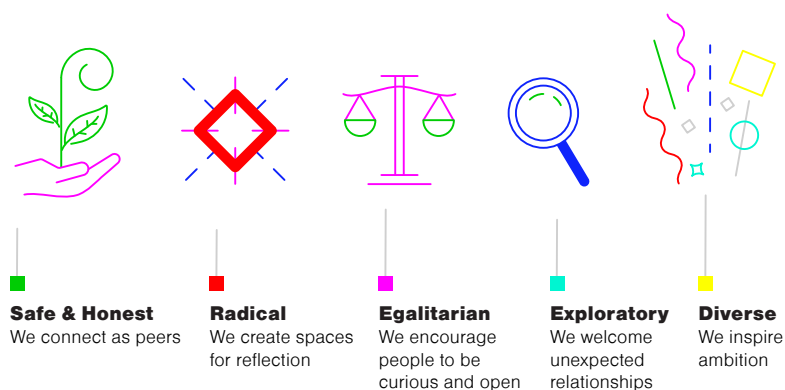 Safe & Honest
We connect as peers
Radical
We create spaces
for reflection
Egalitarian
We encourage
people to be
curious and open
Exploratory
We welcome
unexpected
relationships
Diverse
We inspire
ambition